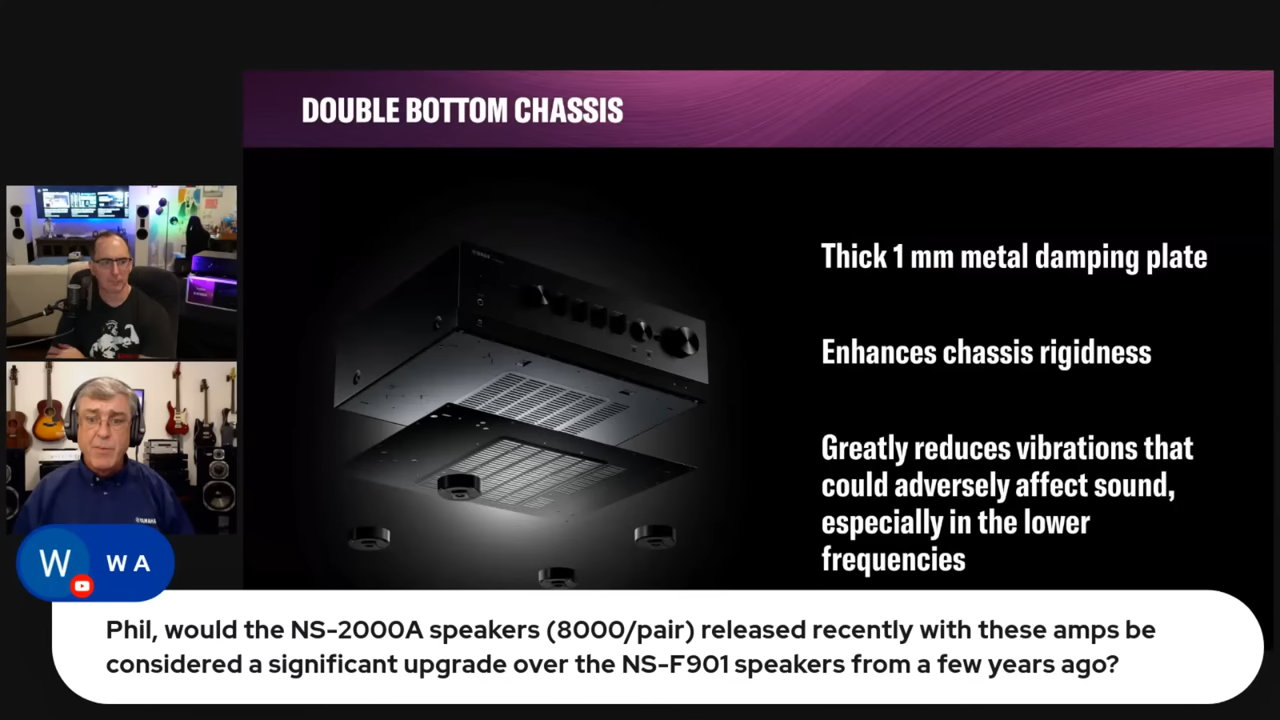 DOUBLE BOTTOM CHASSIS
Thick 1 mm metal damping plate
Enhances chassis rigidness
Greatly reduces vibrations that
could adversely affect sound,
especially in the lower
frequencies
YAMAHA
W
W A
Phil, would the NS-2000A speakers (8000/pair) released recently with these amps be
considered a significant upgrade over the NS-F901 speakers from a few years ago?